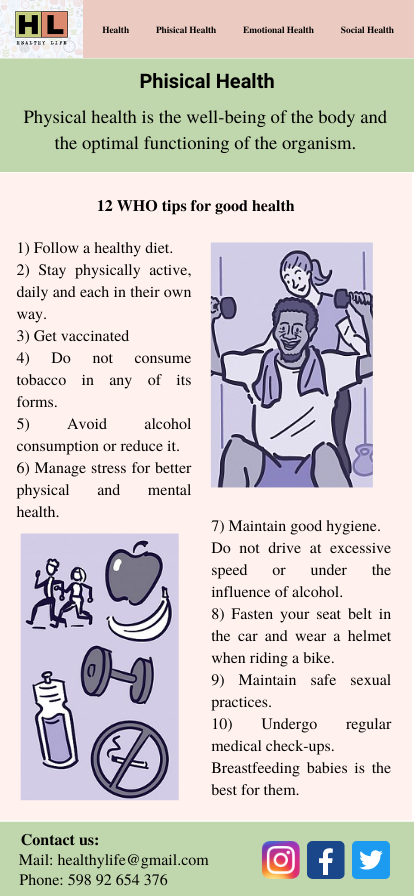 HL
HEALTHY LIFE
Health Phisical Health Emotional Health Social Health
Phisical Health
Physical health is the well-being of the body and
the optimal functioning of the organism.
12 WHO tips for good health
1) Follow a healthy diet.
2) Stay physically active,
daily and each in their own
way.
3) Get vaccinated
4) Do not consume
tobacco in any of its
forms.
5) Avoid alcohol
consumption or reduce it.
6) Manage stress for better
physical and mental
health.
7) Maintain good hygiene.
Do not drive at excessive
speed or under the
influence of alcohol.
8) Fasten your seat belt in
the car and wear a helmet
when riding a bike.
9) Maintain safe sexual
practices.
10) Undergo regular
medical check-ups.
Breastfeeding babies is the
best for them.
Contact us:
Mail: healthylife@gmail.com
Phone: 598 92 654 376